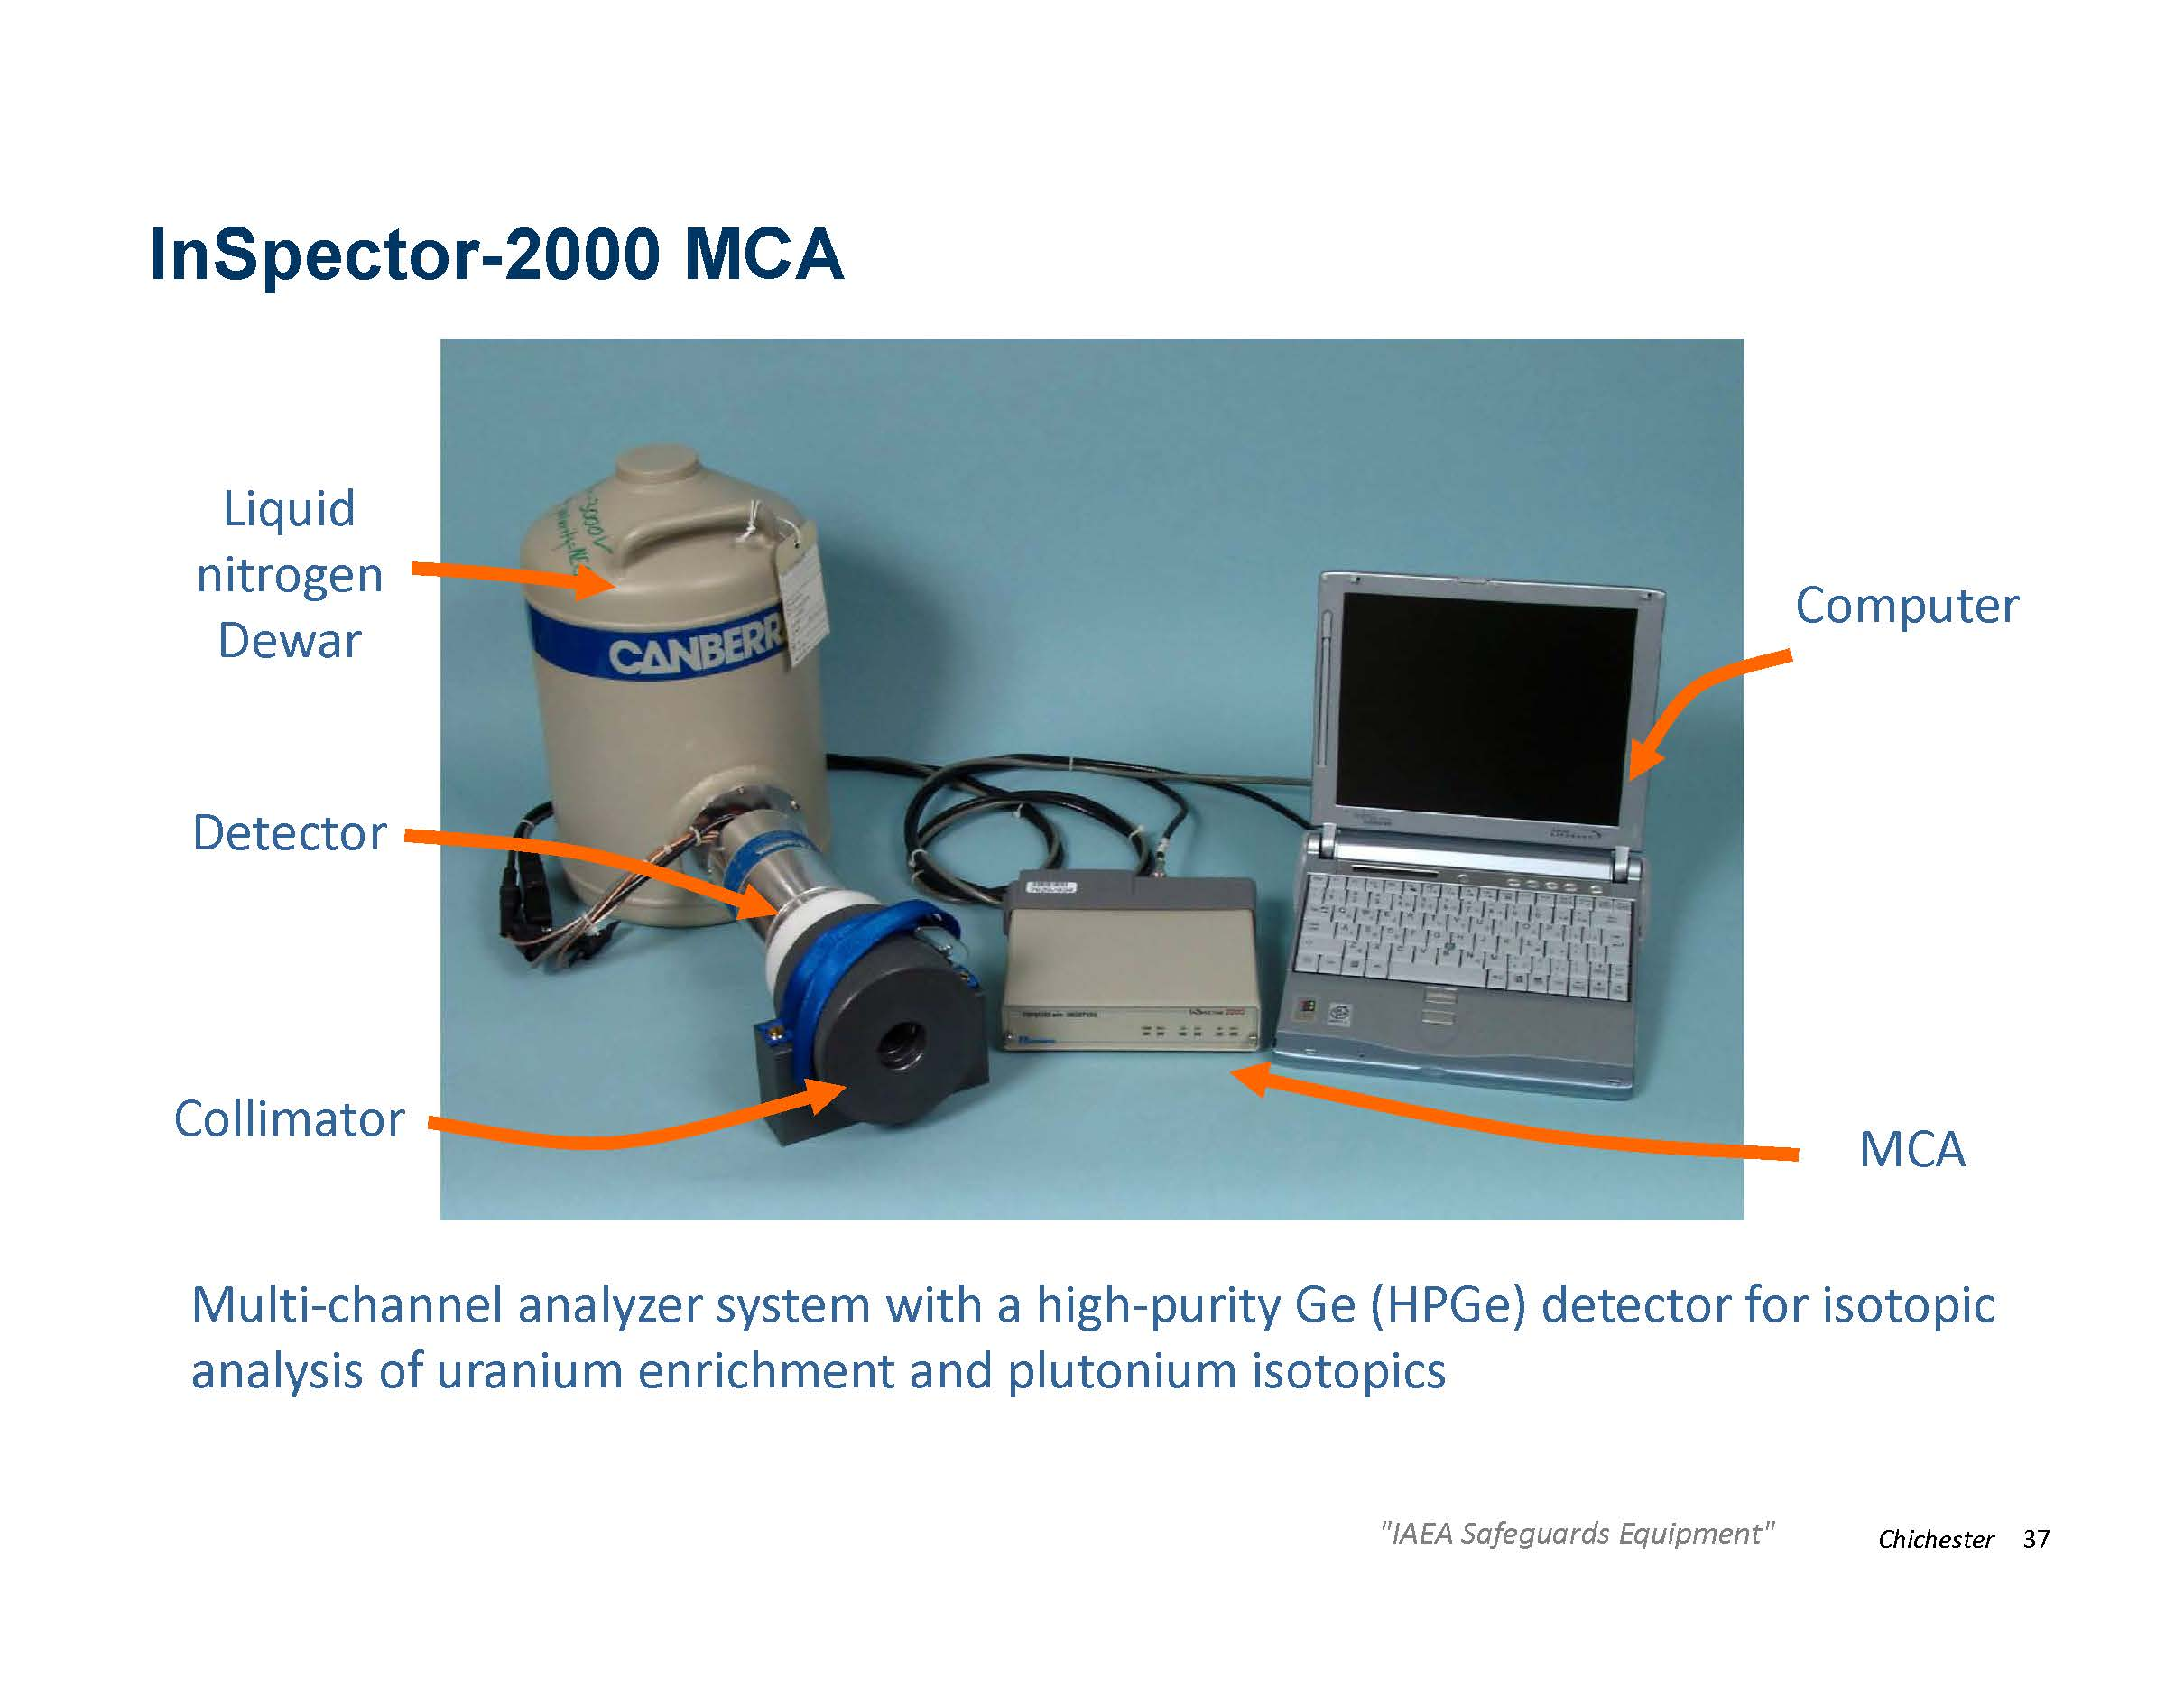 InSpector-2000 MCA
Liquid
nitrogen
Dewar
CANBERR
Computer
Detector
Collimator
MCA
Multi-channel analyzer system with a high-purity Ge (HPGe) detector for isotopic
analysis of uranium enrichment and plutonium isotopics
"IAEA Safeguards Equipment"
Chichester 37